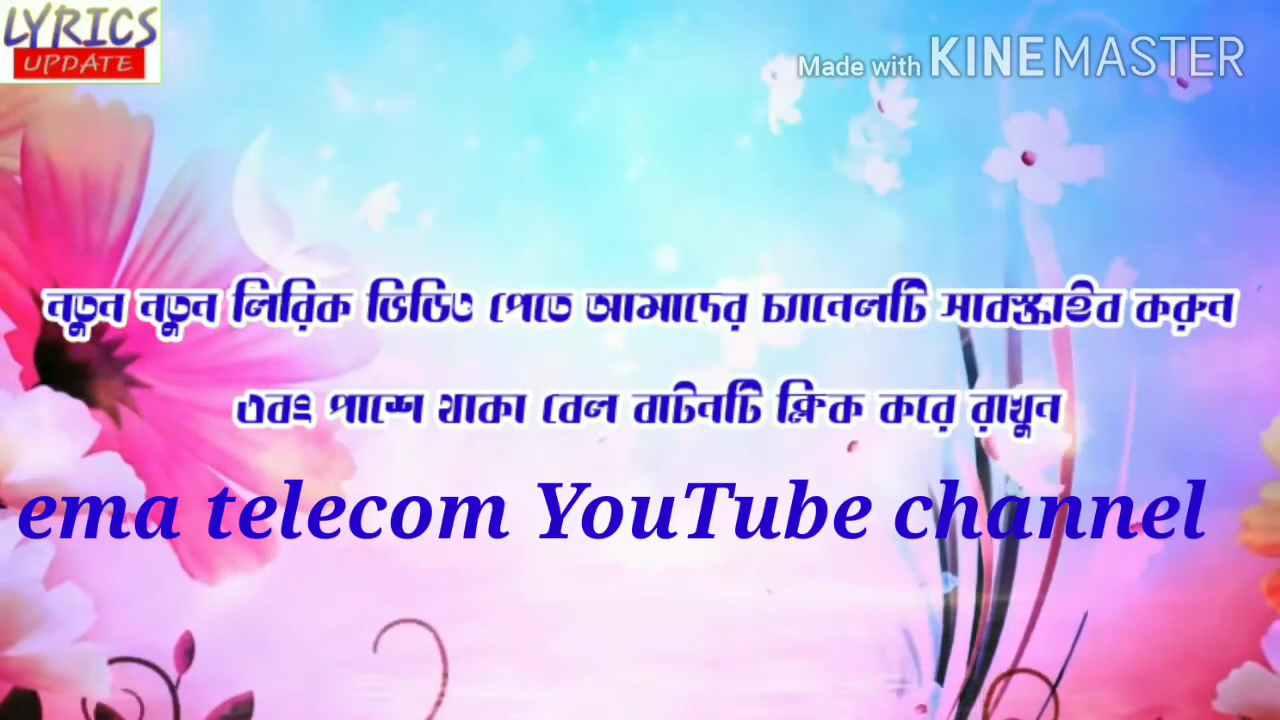 LYRICS
UPDATE
Made with KINEMASTER
নতুন নতুন লিরিক ভিডিও পেতে আমাদের চ্যানেলটি সাবস্ক্রাইব করুন
এবং পাশে থাকা বেল বাটনটি ক্লিক করে রাখুন
ema telecom YouTube channel